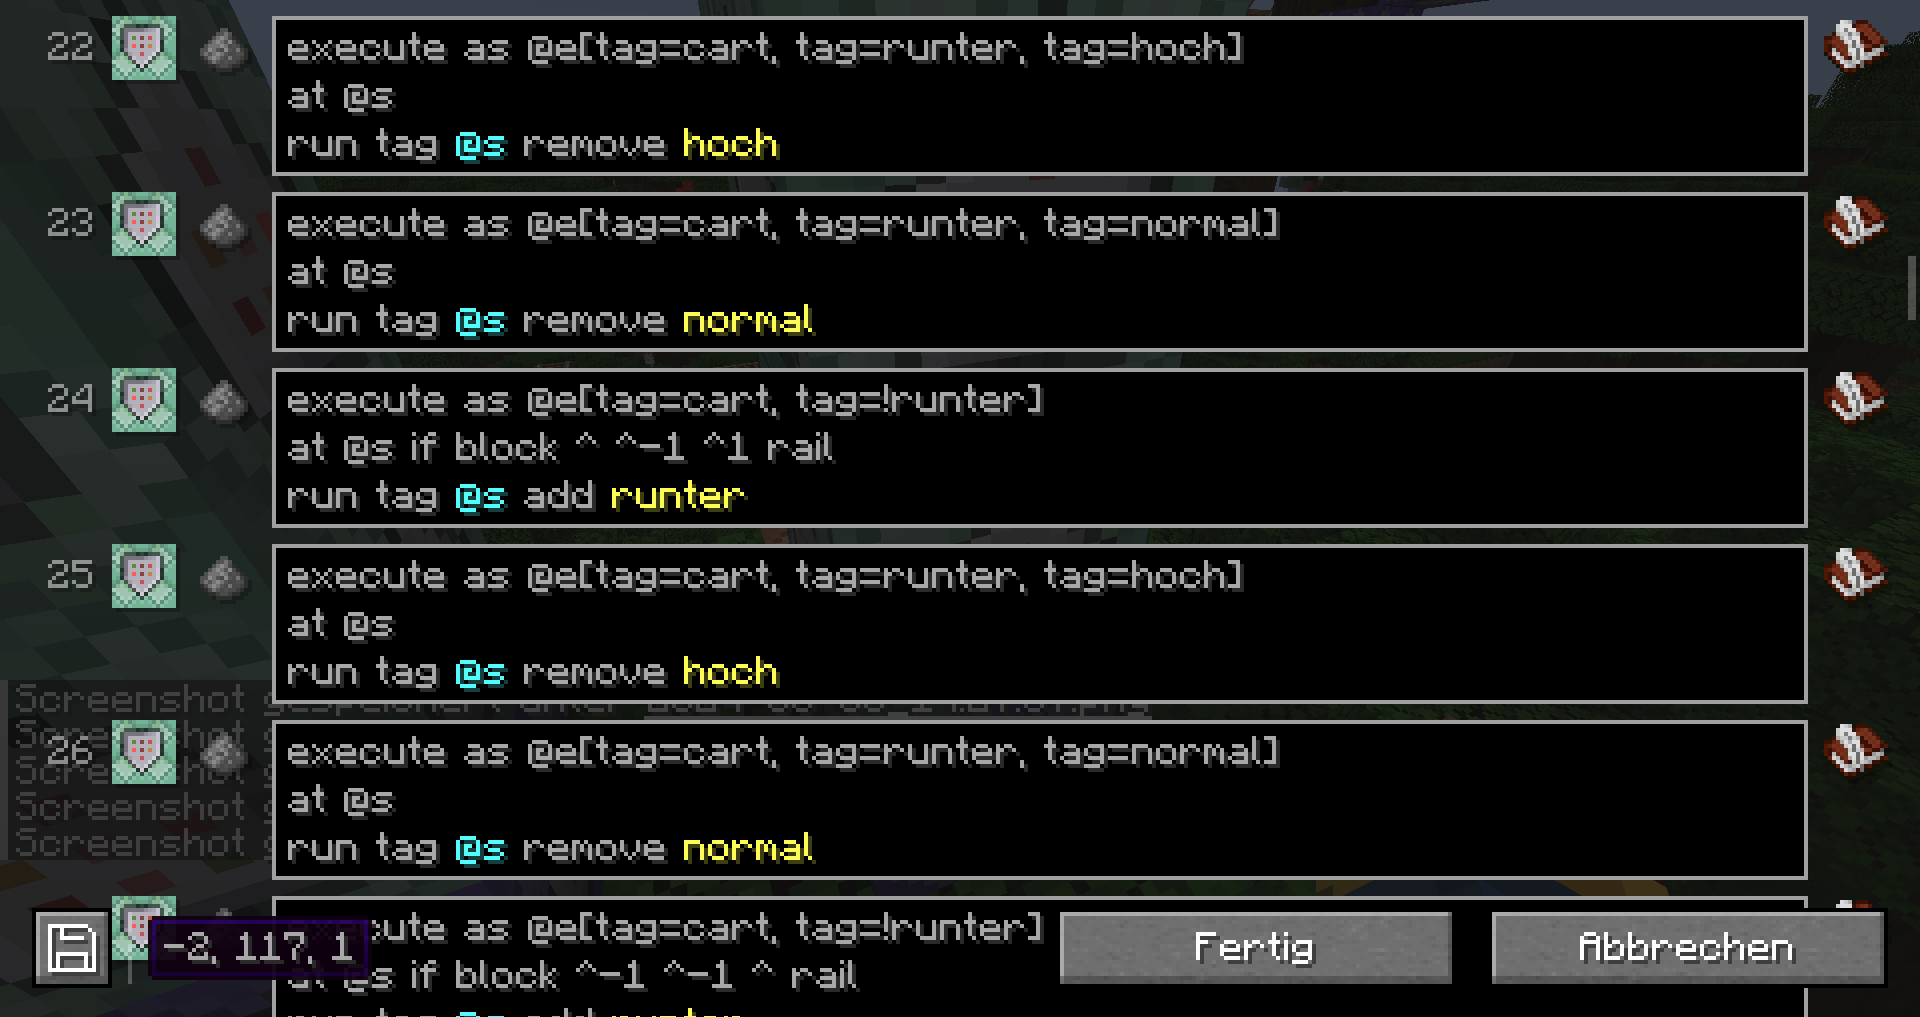 22
execute as @e[tag=cart, tag=runter, tag=hoch]
at @s
run tag @s remove hoch
23
execute as @e[tag=cart, tag=runter, tag=normal]
at @s
run tag @s remove normal
24
execute as @e[tag=cart, tag=!runter]
at @s if block ^ ^-1 ^1 rail
run tag @s add runter
25
execute as @e[tag=cart, tag=runter, tag=hoch]
at @s
run tag @s remove hoch
Screenshot
Screenshot
26
execute as @e[tag=cart, tag=runter, tag=normal]
at @s
run tag @s remove normal
Screenshot
Screenshot
-2, 117, 1
as @e[tag=cart, tag=!runter]
if block ^-1 ^-1 ^ rail
Fertig
Abbrechen